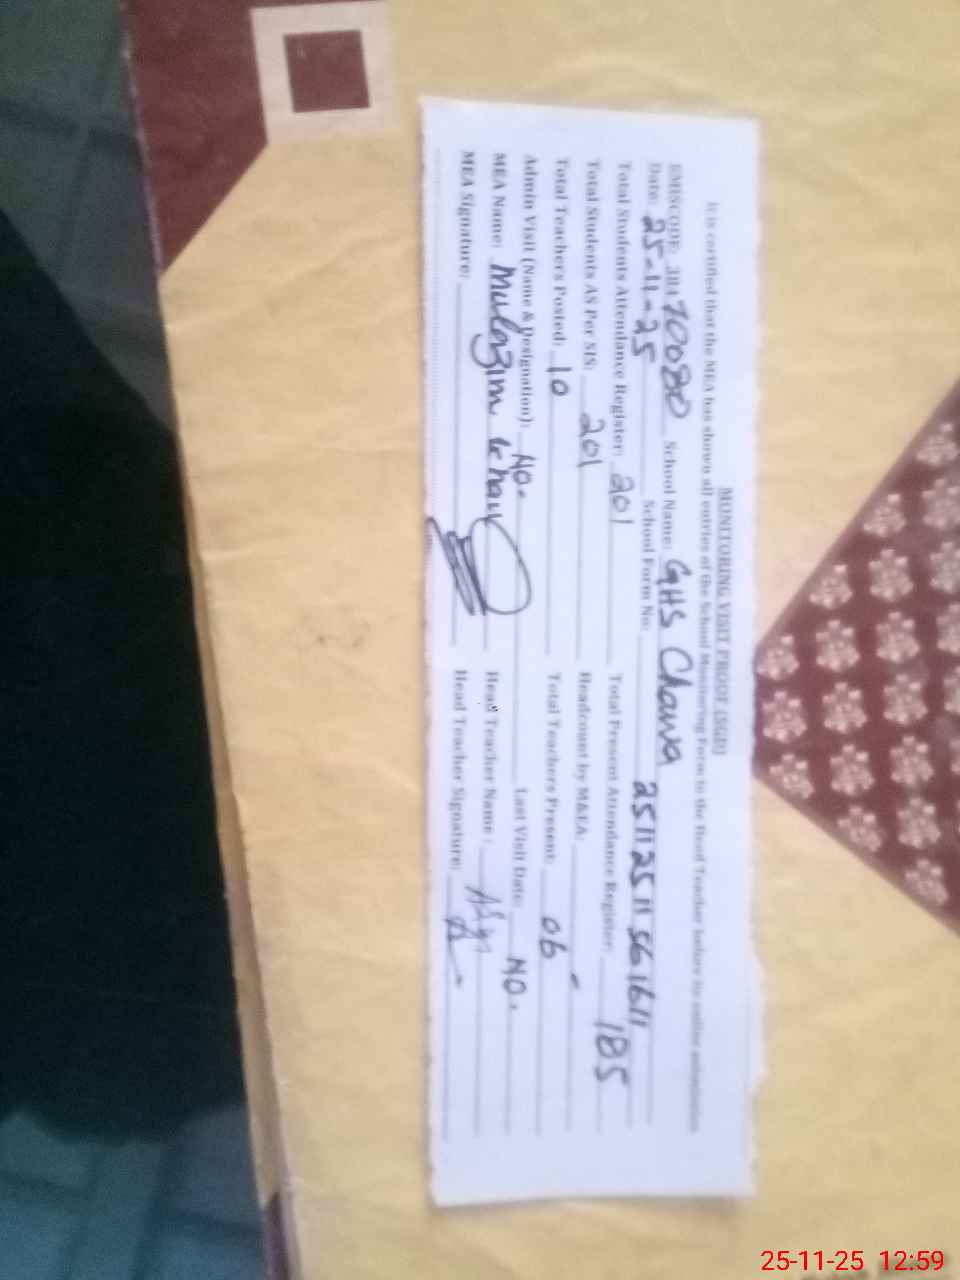 MONITORING VISIT PROOF (SGD)
It is certified that the MEA has shown all entries of the School Monitoring Form to the Head Teacher before its online submission
EMISCODE: 70080 School Name: GHS Chawa
Date: 25-11-25 School Form No: 25112511561611
Total Students Attendance Register: 201 Total Present Attendance Register: 185
Total Students AS Per SIS: 201 Headcount by M&EA: -
Total Teachers Posted: 10 Total Teachers Present: 06
Admin Visit (Name & Designation): NO. Last Visit Date: NO.
MEA Name: Mulazim Khan Head Teacher Name:
MEA Signature: Head Teacher Signature:
25-11-25 12:59